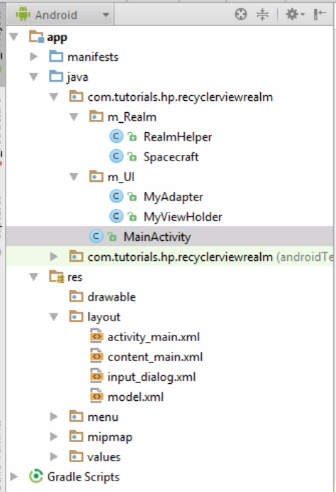 Android
app
manifests
java
com.tutorials.hp.recyclerviewrealm
m_Realm
RealmHelper
Spacecraft
m_UI
MyAdapter
MyViewHolder
MainActivity
com.tutorials.hp.recyclerviewrealm (androidTe
res
drawable
layout
activity_main.xml
content_main.xml
input_dialog.xml
model.xml
menu
mipmap
values
Gradle Scripts